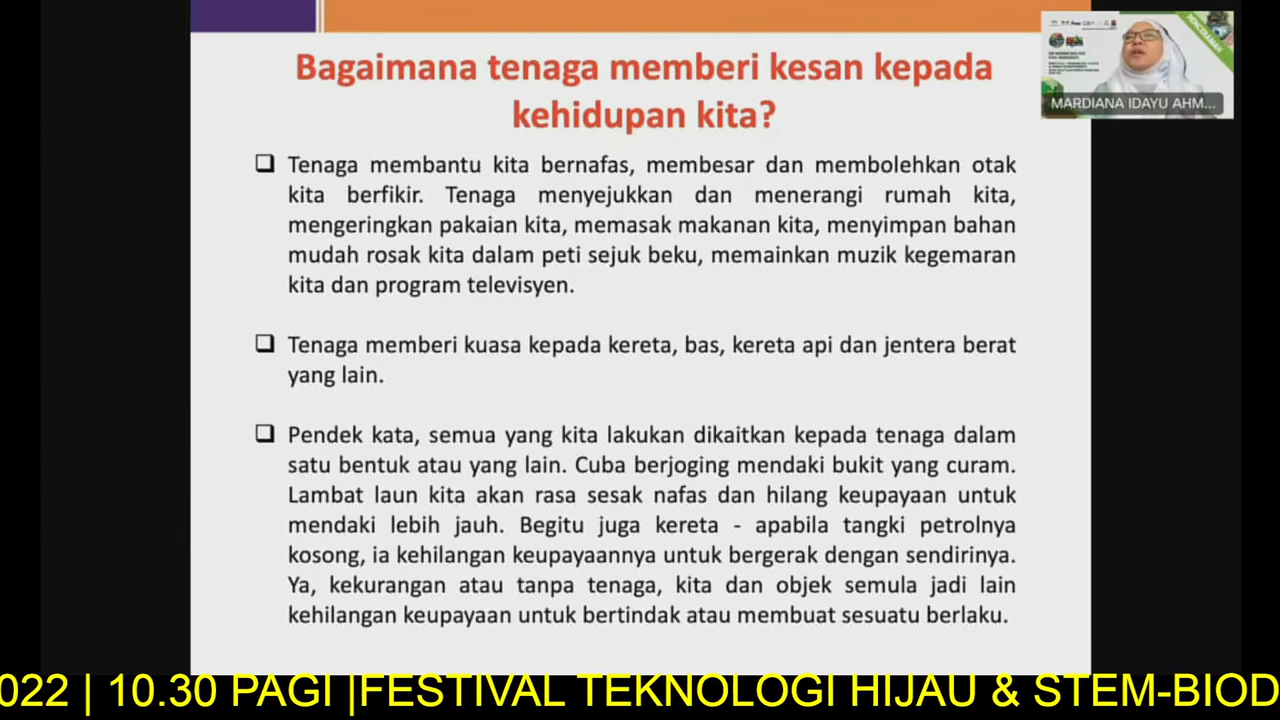 Bagaimana tenaga memberi kesan kepada
kehidupan kita?
Tenaga membantu kita bernafas, membesar dan membolehkan otak
kita berfikir. Tenaga menyejukkan dan menerangi rumah kita,
mengeringkan pakaian kita, memasak makanan kita, menyimpan bahan
mudah rosak kita dalam peti sejuk beku, memainkan muzik kegemaran
kita dan program televisyen.
Tenaga memberi kuasa kepada kereta, bas, kereta api dan jentera berat
yang lain.
Pendek kata, semua yang kita lakukan dikaitkan kepada tenaga dalam
satu bentuk atau yang lain. Cuba berjoging mendaki bukit yang curam.
Lambat laun kita akan rasa sesak nafas dan hilang keupayaan untuk
mendaki lebih jauh. Begitu juga kereta - apabila tangki petrolnya
kosong, ia kehilangan keupayaannya untuk bergerak dengan sendirinya.
Ya, kekurangan atau tanpa tenaga, kita dan objek semula jadi lain
kehilangan keupayaan untuk bertindak atau membuat sesuatu berlaku.
PENCERAMAH
MARDIANA IDAYU AHM...
022 | 10.30 PAGI |FESTIVAL TEKNOLOGI HIJAU & STEM-BIOD